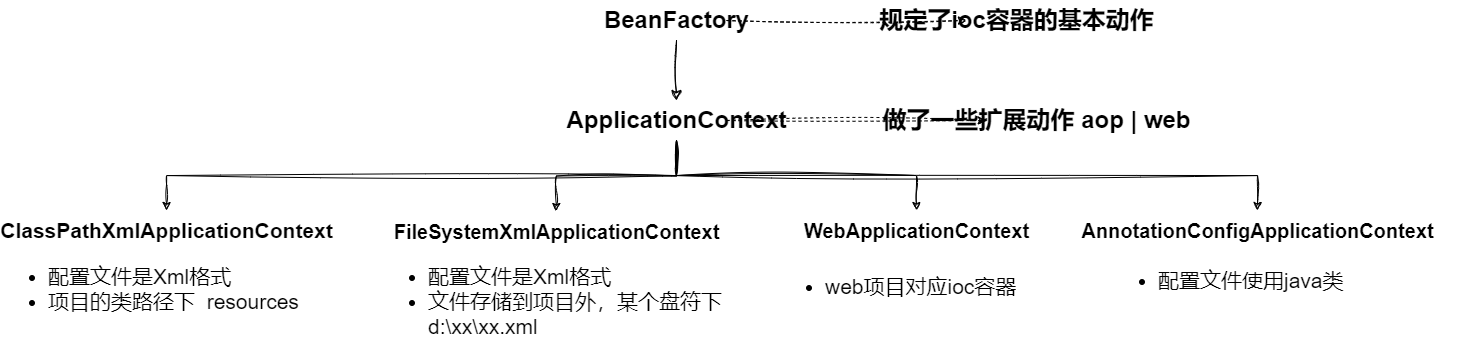 BeanFactory
规定了ioc容器的基本动作
ApplicationContext
做了一些扩展动作 aop | web
ClassPathXmlApplicationContext
FileSystemXmlApplicationContext
WebApplicationContext
AnnotationConfigApplicationContext
• 配置文件是Xml格式
• 项目的类路径下 resources
• 配置文件是Xml格式
• 文件存储到项目外，某个盘符下
d:\xx\xx.xml
• web项目对应ioc容器
• 配置文件使用java类